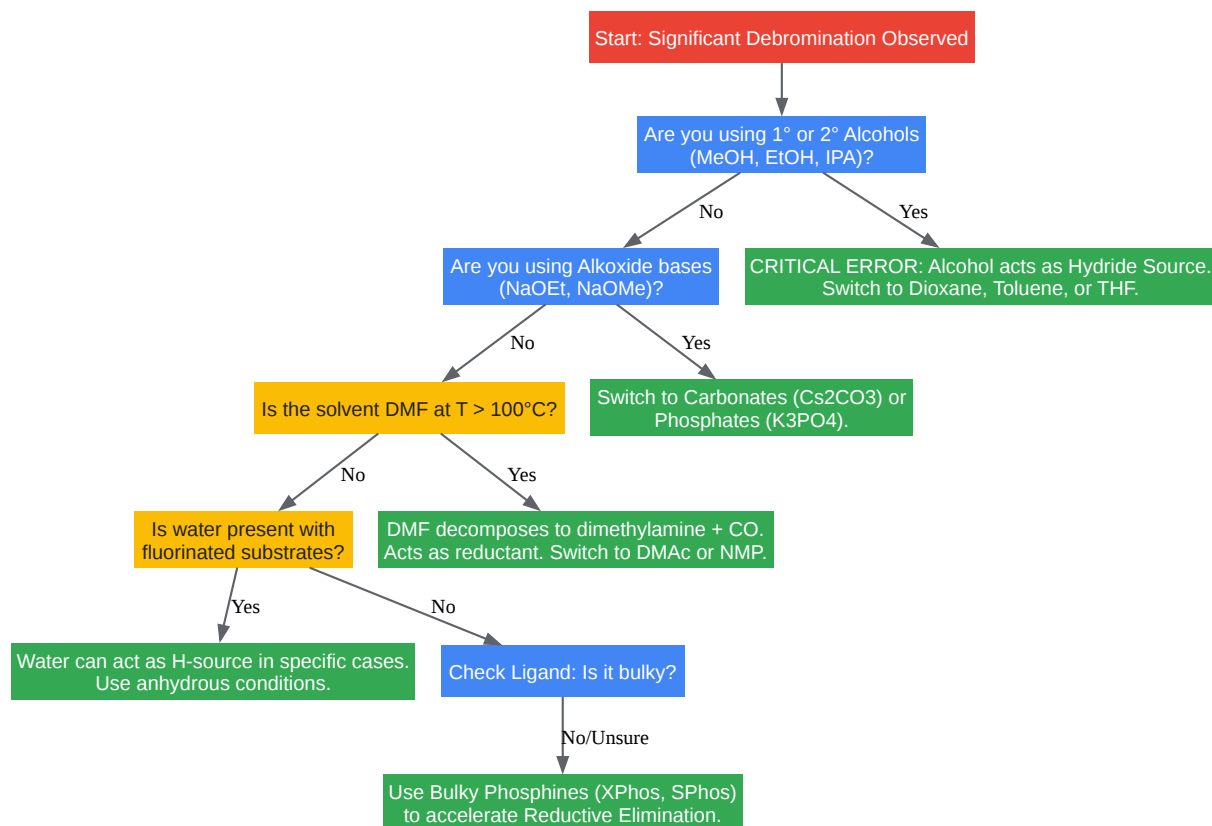 Start: Significant Debromination Observed
Are you using 1° or 2° Alcohols
(MeOH, EtOH, IPA)?
No
Yes
Are you using Alkoxide bases
(NaOEt, NaOMe)?
CRITICAL ERROR: Alcohol acts as Hydride Source.
Switch to Dioxane, Toluene, or THF.
No
Yes
Is the solvent DMF at T > 100°C?
Switch to Carbonates (Cs2CO3) or
Phosphates (K3PO4).
No
Yes
Is water present with
fluorinated substrates?
DMF decomposes to dimethylamine + CO.
Acts as reductant. Switch to DMAc or NMP.
Yes
No
Water can act as H-source in specific cases.
Use anhydrous conditions.
Check Ligand: Is it bulky?
No/Unsure
Use Bulky Phosphines (XPhos, SPhos)
to accelerate Reductive Elimination.